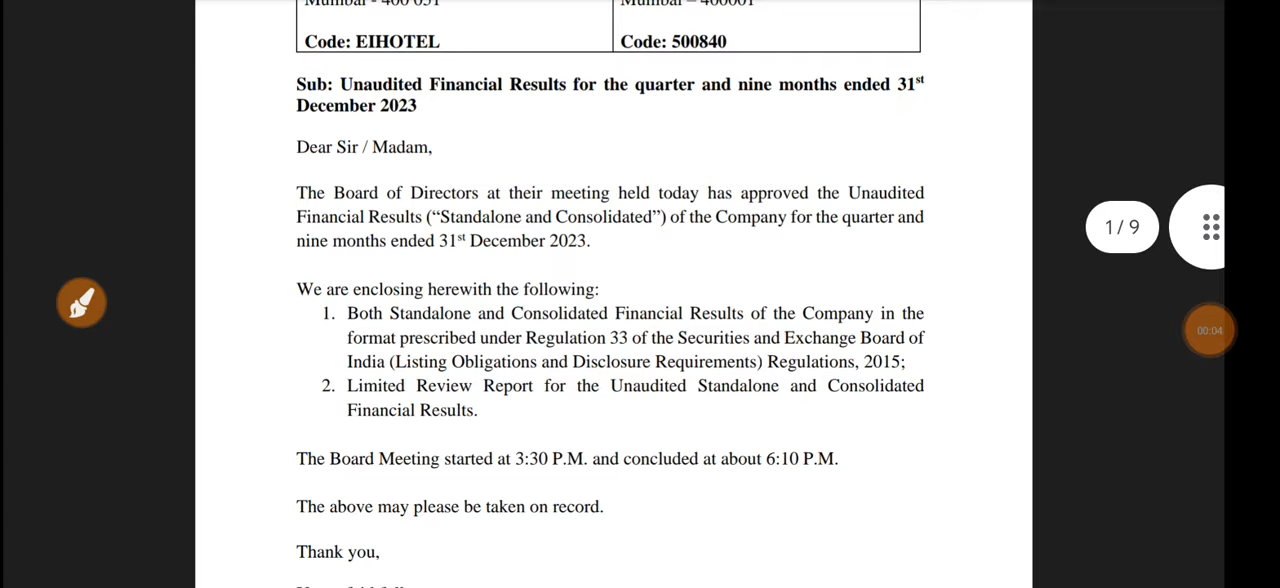 Mumbai - 400 051
Mumbai – 400001
Code: EIHOTEL
Code: 500840
Sub: Unaudited Financial Results for the quarter and nine months ended 31st
December 2023
Dear Sir / Madam,
The Board of Directors at their meeting held today has approved the Unaudited
Financial Results (“Standalone and Consolidated”) of the Company for the quarter and
nine months ended 31st December 2023.
1 / 9
We are enclosing herewith the following:
1. Both Standalone and Consolidated Financial Results of the Company in the
format prescribed under Regulation 33 of the Securities and Exchange Board of
India (Listing Obligations and Disclosure Requirements) Regulations, 2015;
00:04
2. Limited Review Report for the Unaudited Standalone and Consolidated
Financial Results.
The Board Meeting started at 3:30 P.M. and concluded at about 6:10 P.M.
The above may please be taken on record.
Thank you,